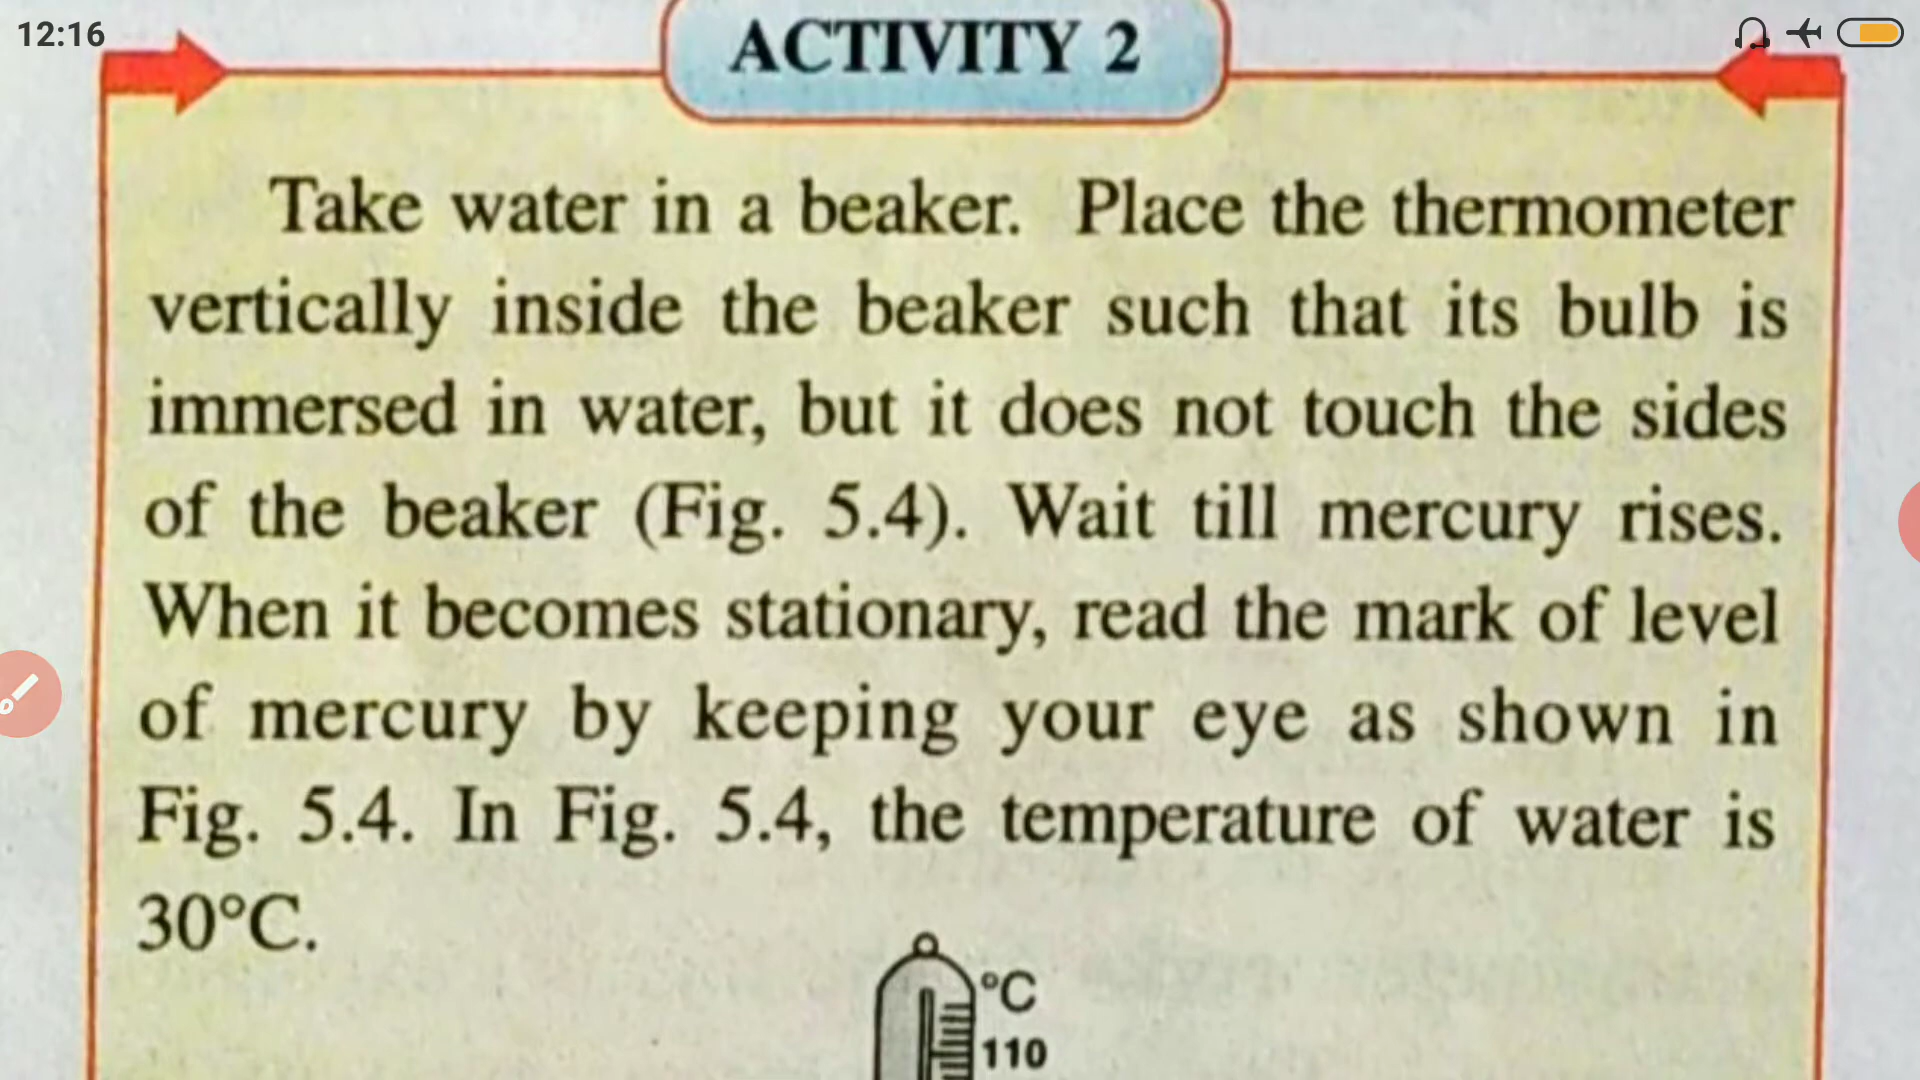 12:16
ACTIVITY 2
Take water in a beaker. Place the thermometer
vertically inside the beaker such that its bulb is
immersed in water, but it does not touch the sides
of the beaker (Fig. 5.4). Wait till mercury rises.
When it becomes stationary, read the mark of level
of mercury by keeping your eye as shown in
Fig. 5.4. In Fig. 5.4, the temperature of water is
30°C.
°C
110